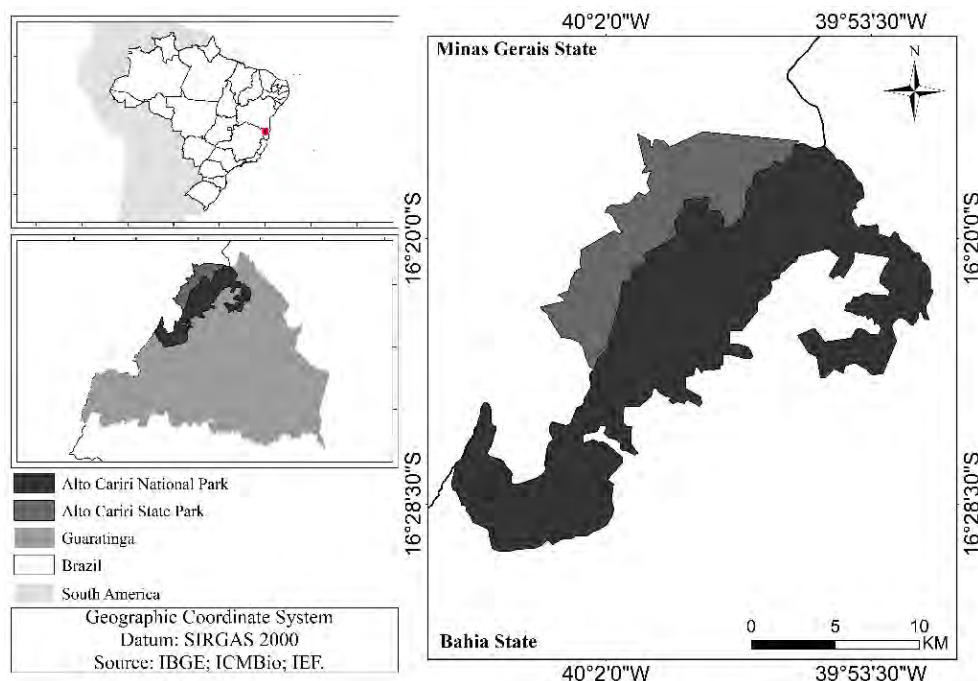 Alto Cariri National Park
Alto Cariri State Park
Guaratinga
Brazil
South America
Geographic Coordinate System
Datum: SIRGAS 2000
Source: IBGE; ICMBio; IEF.
40°2'0"W
39°53'30"W
Minas Gerais State
N
16°20'0"S
16°28'30"S
16°20'0"S
16°28'30"S
Bahia State
0 5 10
KM
40°2'0"W
39°53'30"W